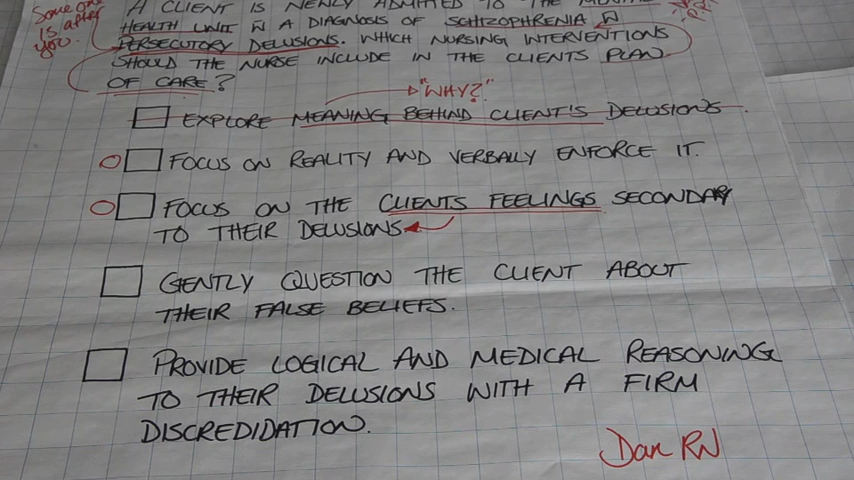 Someone
is after
you.
A CLIENT IS NEWLY ADMITTED TO THE
HEALTH UNIT C̄ A DIAGNOSIS OF SCHIZOPHRENIA C̄
PERSECUTORY DELUSIONS. WHICH NURSING INTERVENTIONS
SHOULD THE NURSE INCLUDE IN THE CLIENTS PLAN
OF CARE?
"WHY?"
EXPLORE MEANING BEHIND CLIENT'S DELUSIONS.
FOCUS ON REALITY AND VERBALLY ENFORCE IT.
FOCUS ON THE CLIENTS FEELINGS SECONDARY
TO THEIR DELUSIONS
GENTLY QUESTION THE CLIENT ABOUT
THEIR FALSE BELIEFS.
PROVIDE LOGICAL AND MEDICAL REASONING
TO THEIR DELUSIONS WITH A FIRM
DISCREDIDATION.
Dan RN